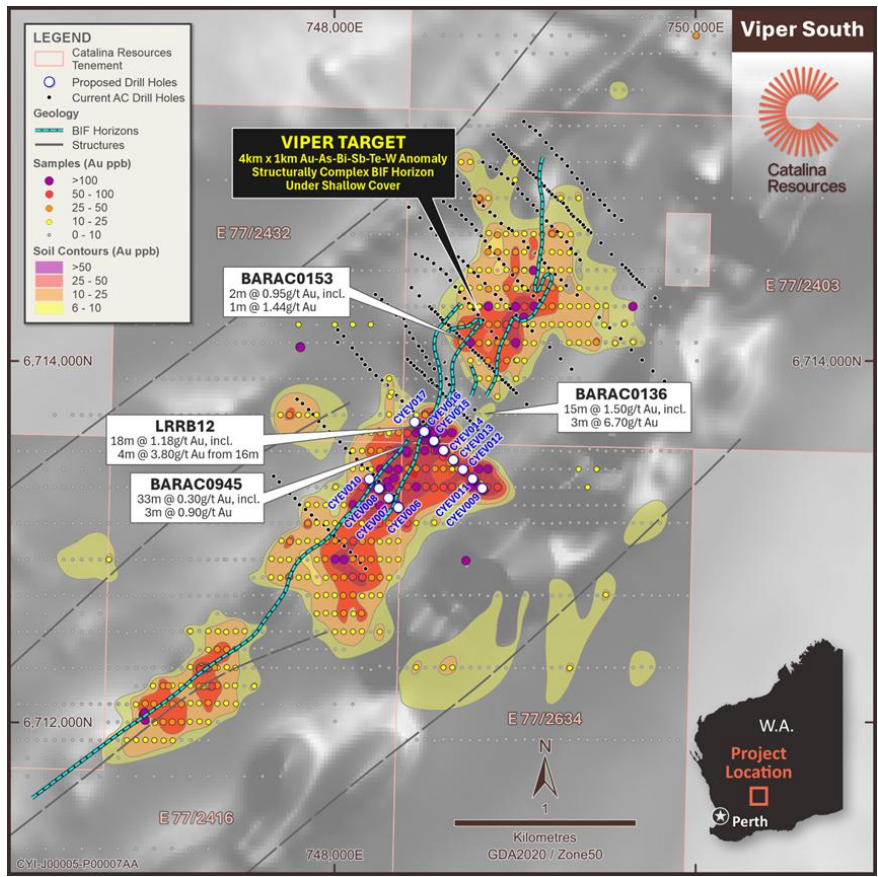 748,000E
750,000E
Viper South
Catalina
Resources
LEGEND
Catalina Resources
Tenement
Proposed Drill Holes
Current AC Drill Holes
Geology
BIF Horizons
Structures
Samples (Au ppb)
>100
50 - 100
25 - 50
10 - 25
0 - 10
Soil Contours (Au ppb)
>50
25 - 50
10 - 25
6 - 10
VIPER TARGET
4km x 1km Au-As-Bi-Sb-Te-W Anomaly
Structurally Complex BIF Horizon
Under Shallow Cover
E 77/2432
E 77/2403
BARAC0153
2m @ 0.95g/t Au, incl.
1m @ 1.44g/t Au
6,714,000N
6,714,000N
BARAC0136
15m @ 1.50g/t Au, incl.
3m @ 6.70g/t Au
LRRB12
18m @ 1.18g/t Au, incl.
4m @ 3.80g/t Au from 16m
BARAC0945
33m @ 0.30g/t Au, incl.
3m @ 0.90g/t Au
CYEV017
CYEV016
CYEV015
CYEV014
CYEV013
CYEV012
CYEV011
CYEV009
CYEV010
CYEV008
CYEV007
CYEV006
6,712,000N
E 77/2634
E 77/2416
N
1
Kilometres
GDA2020 / Zone50
748,000E
W.A.
Project
Location
Perth
CYI-J00005-P00007AA